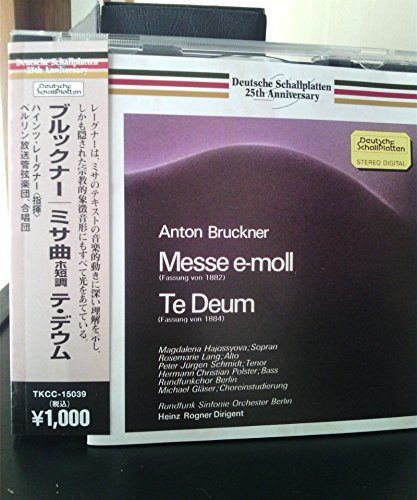 Deutsche Schallplatten
25th Anniversary
Deutsche
Schallplatten
ブルックナー|ミサ曲 ホ短調 テ・デウム
ハインツ・レーグナー〈指揮〉
ベルリン放送管弦楽団、合唱団
レーグナーは、ミサのテキストの音楽的動きに深い理解を示し、
しかも隠された宗教的象徴音形にもすべて光をあてている。
TKCC-15039
(税込)
¥1,000
Deutsche Schallplatten
25th Anniversary
Deutsche
Schallplatten
STEREO DIGITAL
Anton Bruckner
Messe e-moll
(Fassung von 1882)
Te Deum
(Fassung von 1884)
Magdalena Hajossyova; Sopran
Rosemarie Lang; Alto
Peter Jürgen Schmidt; Tenor
Hermann Christian Polster; Bass
Rundfunkchor Berlin
Michael Gläser; Choreinstudierung
Rundfunk Sinfonie Orchester Berlin
Heinz Rogner Dirigent